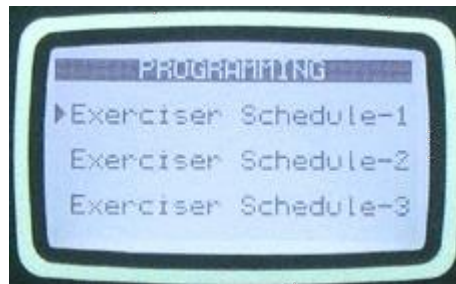 PROGRAMMING
Exerciser Schedule-1
Exerciser Schedule-2
Exerciser Schedule-3